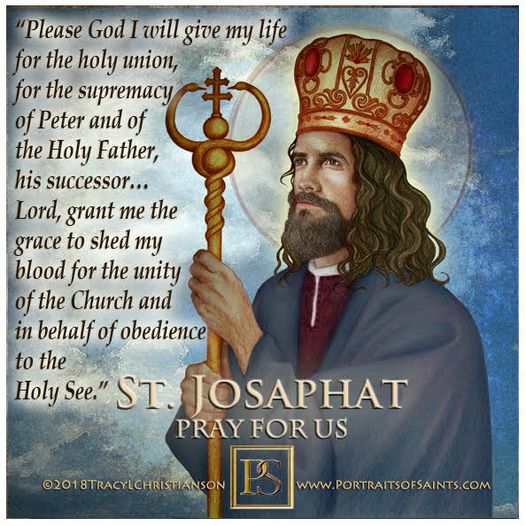 “Please God I will give my life
for the holy union,
for the supremacy
of Peter and of
the Holy Father,
his successor...
Lord, grant me the
grace to shed my
blood for the unity
of the Church and
in behalf of obedience
to the
Holy See.”
St. Josaphat
PRAY FOR US
©2018TracyLChristianson
PS
www.PortraitsofSaints.com